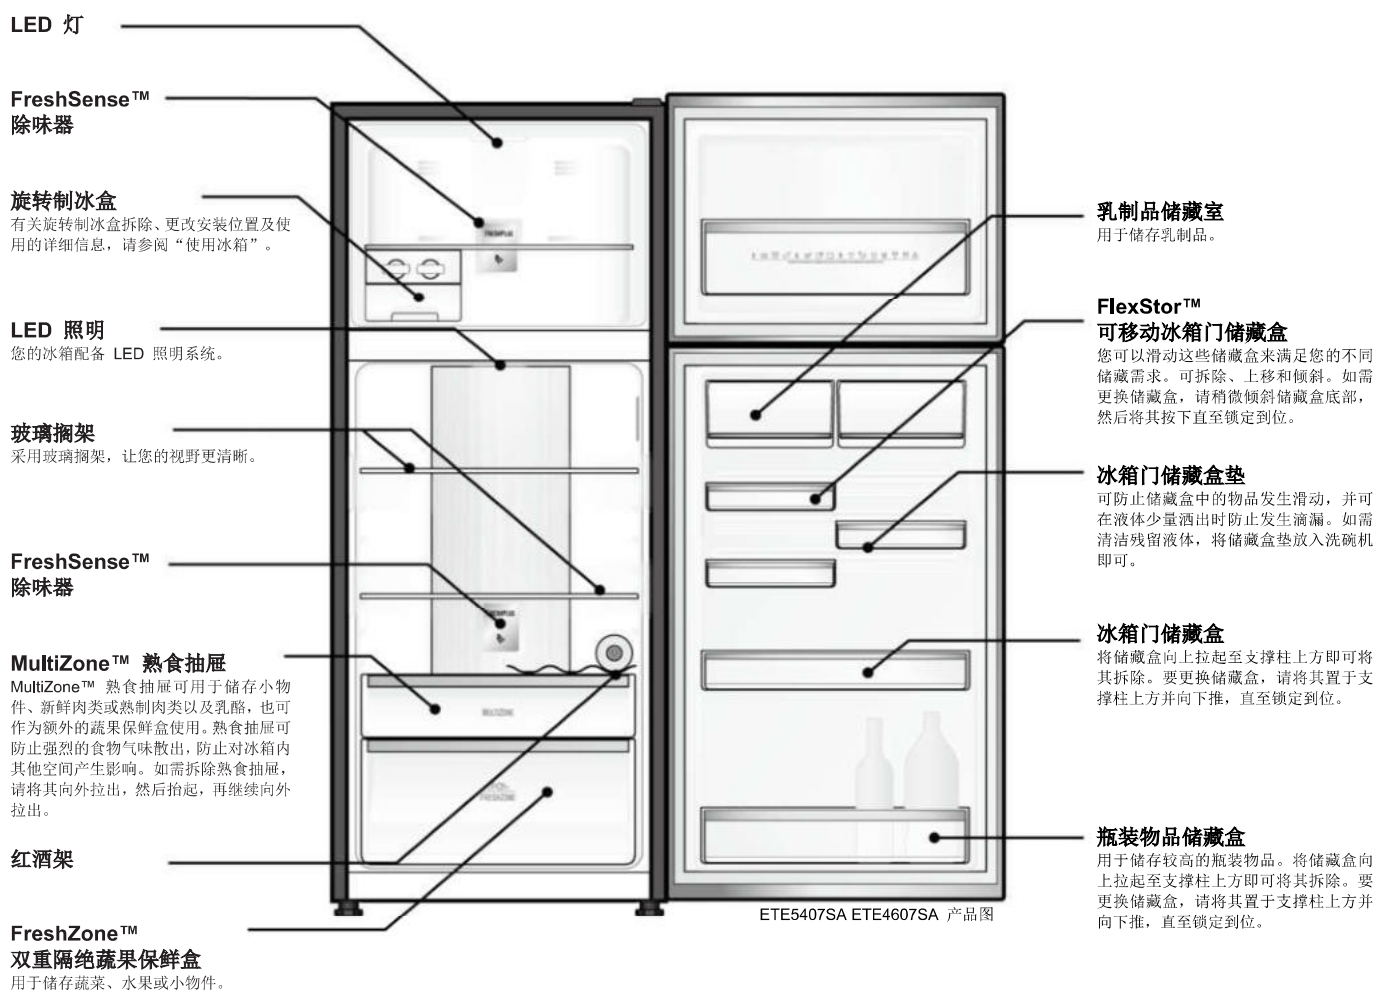 LED 灯
FreshSense™
除味器
旋转制冰盒
有关旋转制冰盒拆除、更改安装位置及使
用的详细信息，请参阅“使用冰箱”。
LED 照明
您的冰箱配备 LED 照明系统。
玻璃搁架
采用玻璃搁架，让您的视野更清晰。
FreshSense™
除味器
MultiZone™ 熟食抽屉
MultiZone™ 熟食抽屉可用于储存小物
件、新鲜肉类或熟制肉类以及乳酪，也可
作为额外的蔬果保鲜盒使用。熟食抽屉可
防止强烈的食物气味散出，防止对冰箱内
其他空间产生影响。如需拆除熟食抽屉，
请将其向外拉出，然后抬起，再继续向外
拉出。
红酒架
FreshZone™
双重隔绝蔬果保鲜盒
用于储存蔬菜、水果或小物件。
MULTIZONE
FRESHZONE
乳制品储藏室
用于储存乳制品。
FlexStor™
可移动冰箱门储藏盒
您可以滑动这些储藏盒来满足您的不同
储藏需求。可拆除、上移和倾斜。如需
更换储藏盒，请稍微倾斜储藏盒底部，
然后将其按下直至锁定到位。
冰箱门储藏盒垫
可防止储藏盒中的物品发生滑动，并可
在液体少量洒出时防止发生滴漏。如需
清洁残留液体，将储藏盒垫放入洗碗机
即可。
冰箱门储藏盒
将储藏盒向上拉起至支撑柱上方即可将
其拆除。要更换储藏盒，请将其置于支
撑柱上方并向下推，直至锁定到位。
瓶装物品储藏盒
用于储存较高的瓶装物品。将储藏盒向
上拉起至支撑柱上方即可将其拆除。要
更换储藏盒，请将其置于支撑柱上方并
向下推，直至锁定到位。
ETE5407SA ETE4607SA 产品图